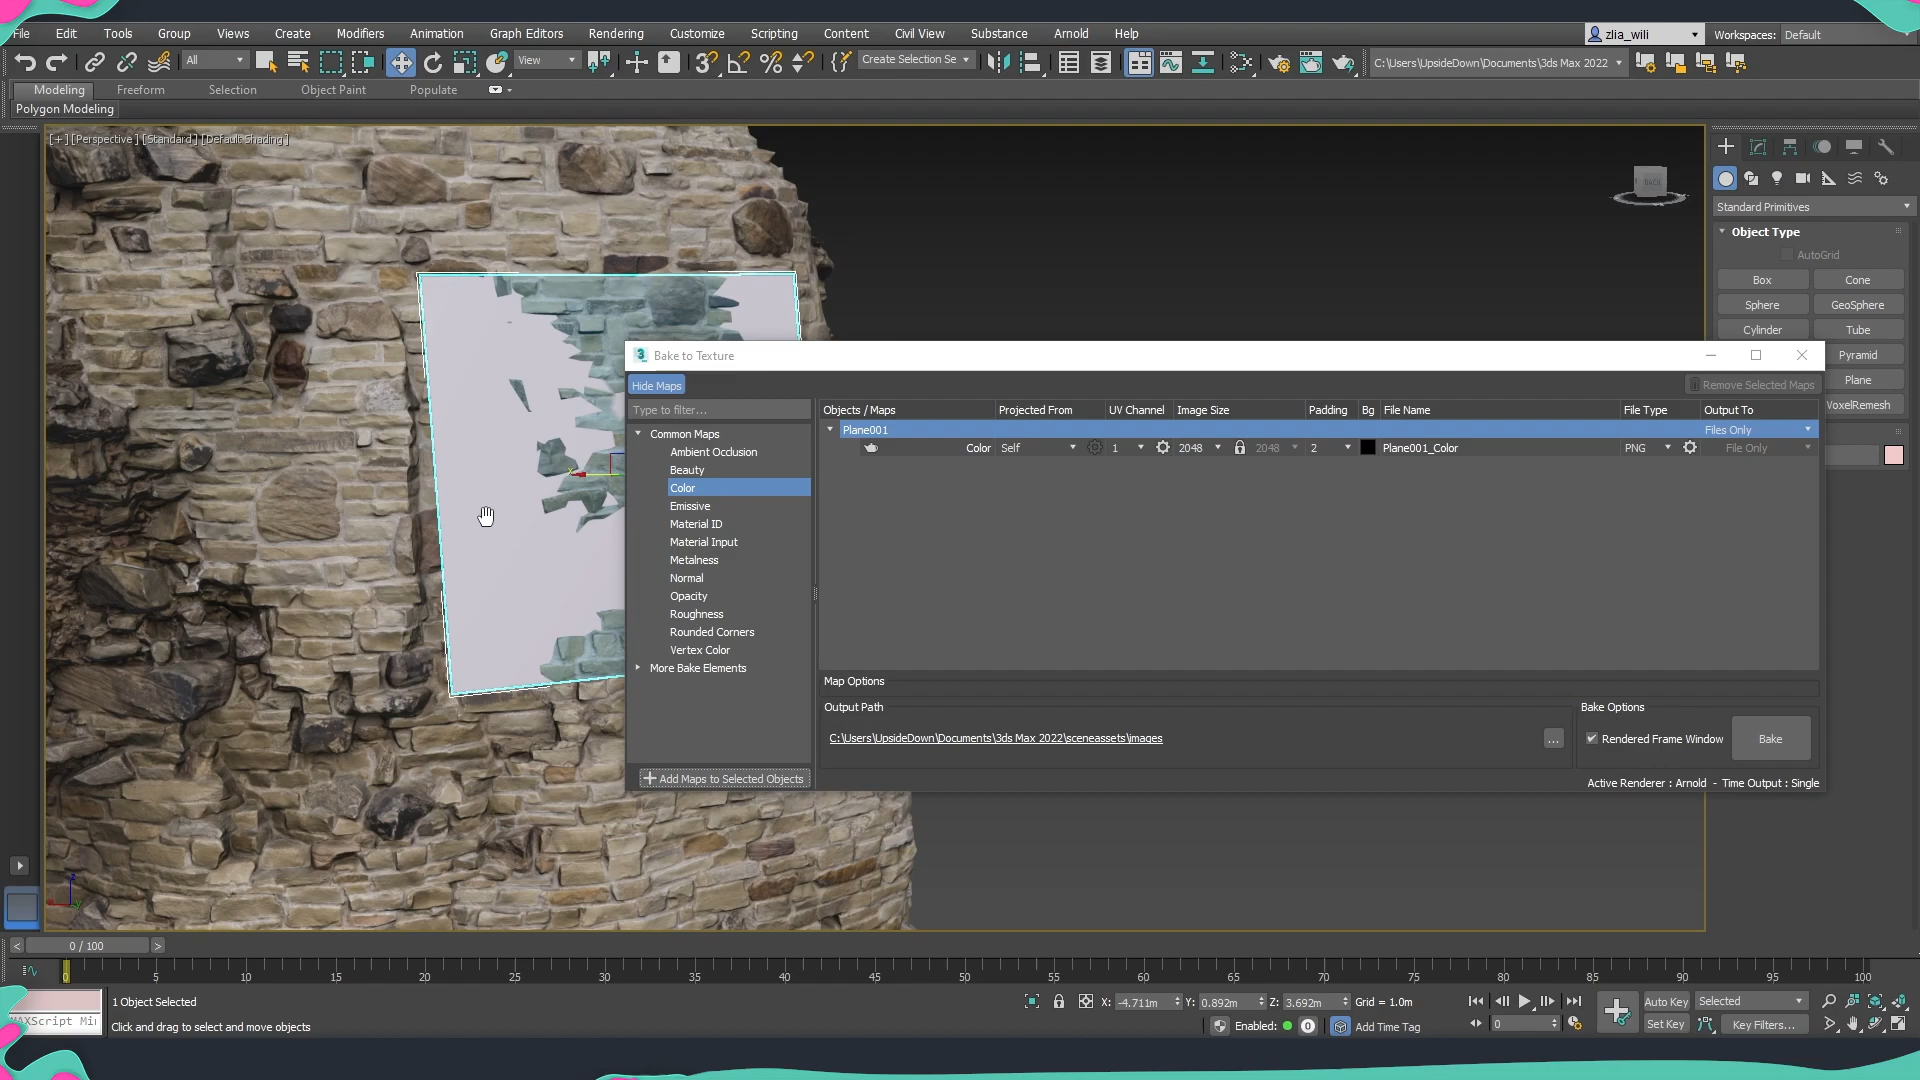 File Edit Tools Group Views Create Modifiers Animation Graph Editors Rendering Customize Scripting Content Civil View Substance Arnold Help
zlia_wili Workspaces: Default
All View Create Selection Se C:\Users\UpsideDown\Documents\3ds Max 2022
Modeling Freeform Selection Object Paint Populate
Polygon Modeling
[+] [Perspective] [Standard] [Default Shading]
BACK
Standard Primitives
Object Type
AutoGrid
Box Cone
Sphere GeoSphere
Cylinder Tube
Pyramid
Plane
VoxelRemesh
3 Bake to Texture
Hide Maps Remove Selected Maps
Type to filter...
Common Maps
Ambient Occlusion
Beauty
Color
Emissive
Material ID
Material Input
Metalness
Normal
Opacity
Roughness
Rounded Corners
Vertex Color
More Bake Elements
Add Maps to Selected Objects
Objects / Maps Projected From UV Channel Image Size Padding Bg File Name File Type Output To
Plane001 Files Only
Color Self 1 2048 2048 2 Plane001_Color PNG File Only
Map Options
Output Path
C:\Users\UpsideDown\Documents\3ds Max 2022\sceneassets\images
...
Bake Options
Rendered Frame Window Bake
Active Renderer : Arnold - Time Output : Single
x
z
y
< 0 / 100 >
0 5 10 15 20 25 30 35 40 45 50 55 60 65 70 75 80 85 90 95 100
1 Object Selected
X: -4.711m Y: 0.892m Z: 3.692m Grid = 1.0m
Auto Key Selected
MAXScript Mi
Click and drag to select and move objects
Enabled: 0 Add Time Tag
0
Set Key Key Filters...